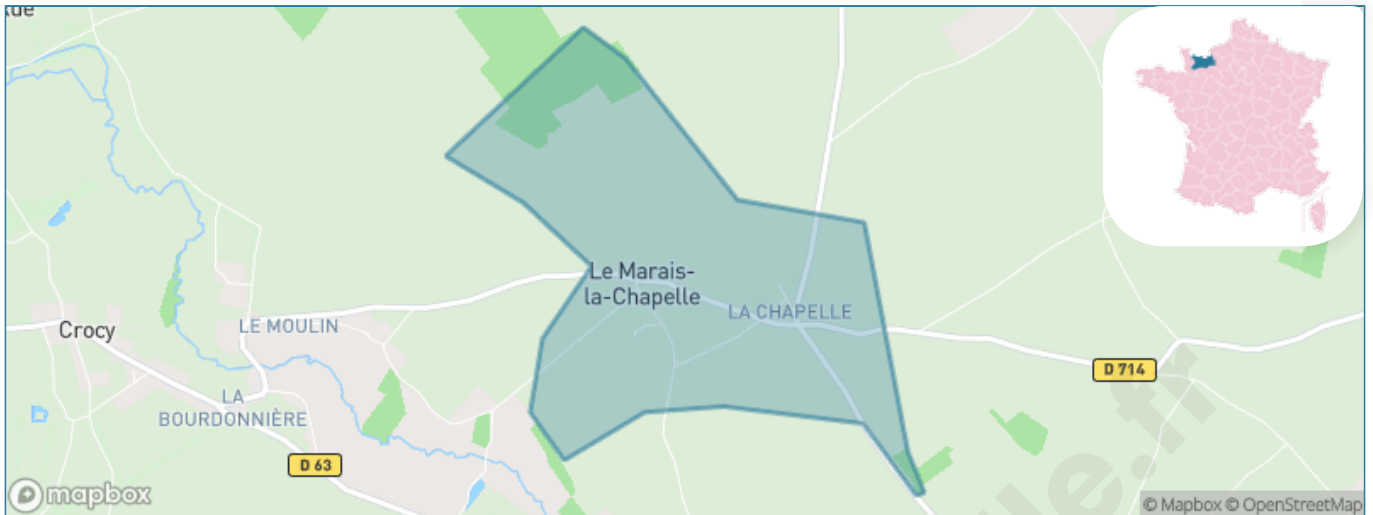 Le Marais-
la-Chapelle
LA CHAPELLE
Crocy
LE MOULIN
LA
BOURDONNIÈRE
D 714
D 63
mapbox
© Mapbox © OpenStreetMap